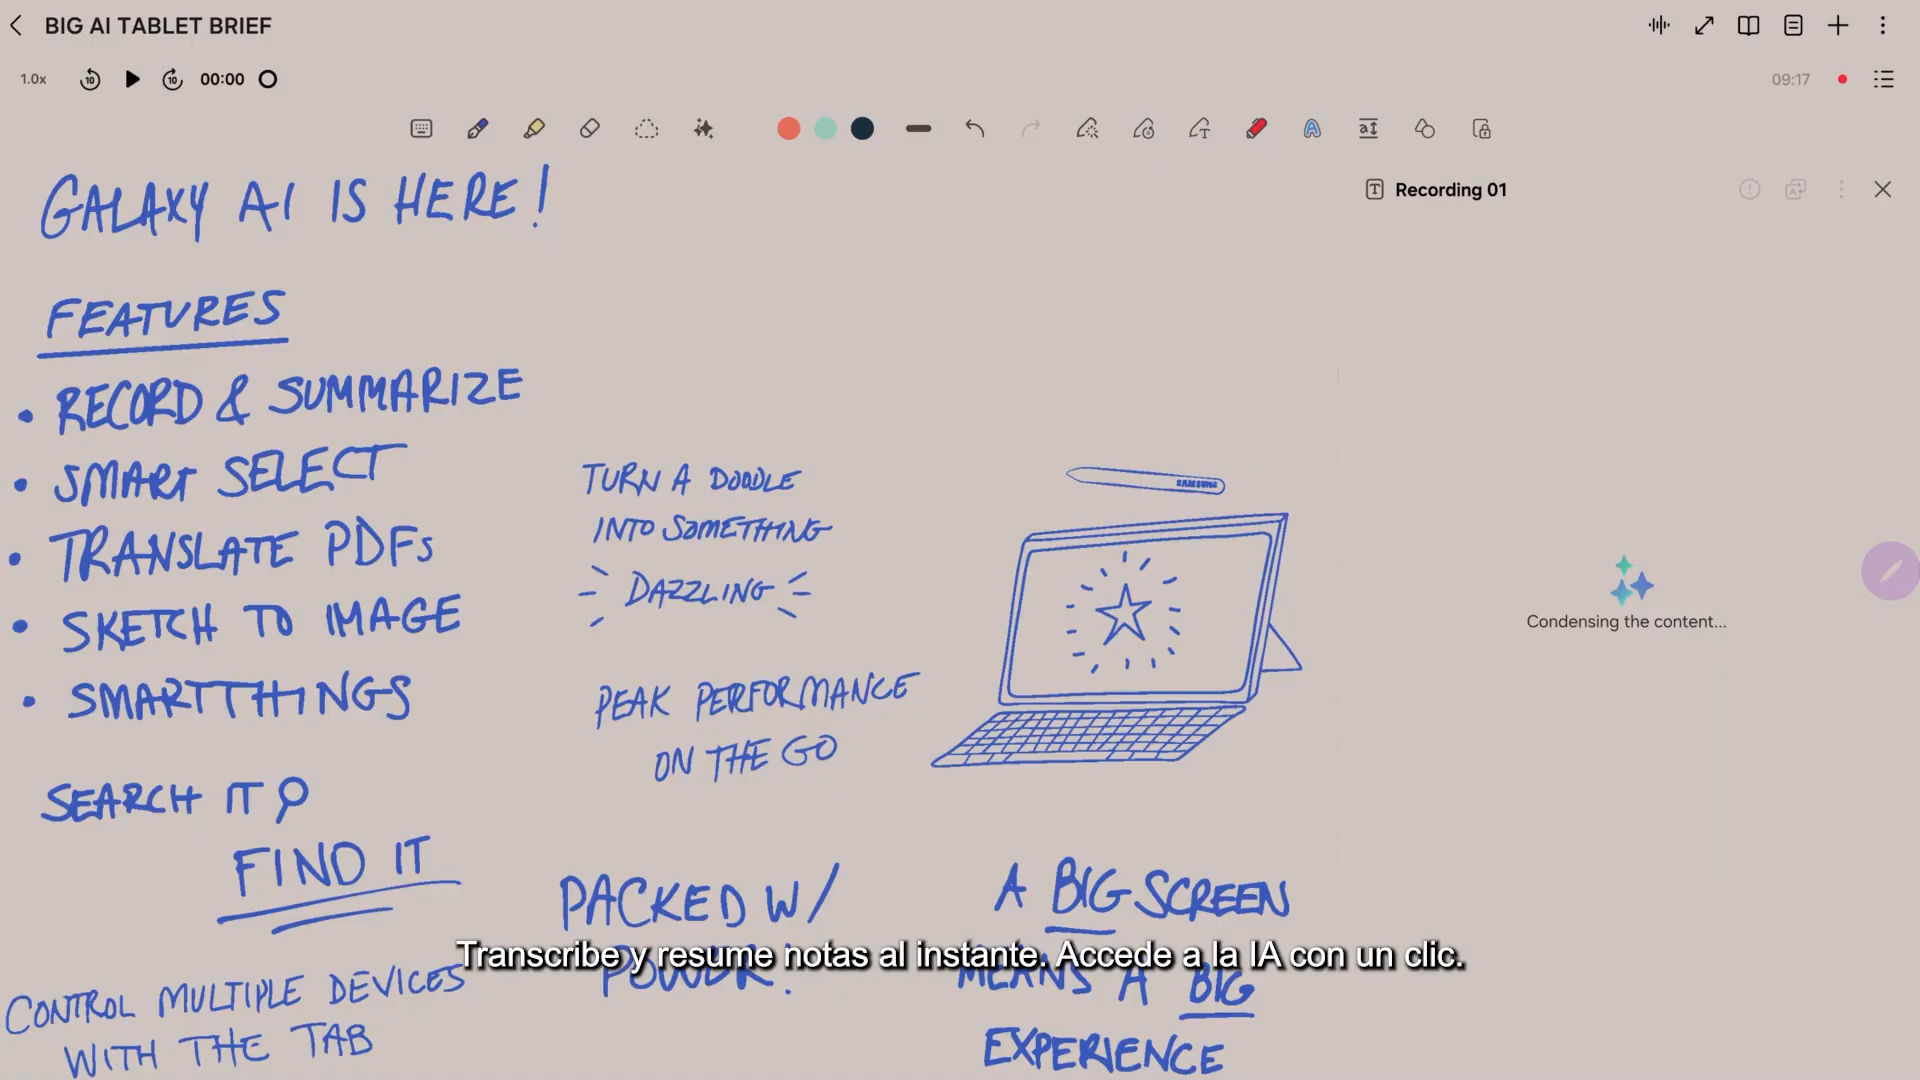 BIG AI TABLET BRIEF
1.0x
10
10
00:00
09:17
Recording 01
GALAXY AI IS HERE!
FEATURES
• RECORD & SUMMARIZE
• SMART SELECT
• TRANSLATE PDFs
• SKETCH TO IMAGE
• SMARTTHINGS
SEARCH IT
FIND IT
CONTROL MULTIPLE DEVICES
WITH THE TAB
TURN A DOODLE
INTO SOMETHING
DAZZLING
PEAK PERFORMANCE
ON THE GO
PACKED W/
POWER!
SAMSUNG
A BIG SCREEN
MEANS A BIG
EXPERIENCE
Condensing the content...
Transcribe y resume notas al instante. Accede a la IA con un clic.